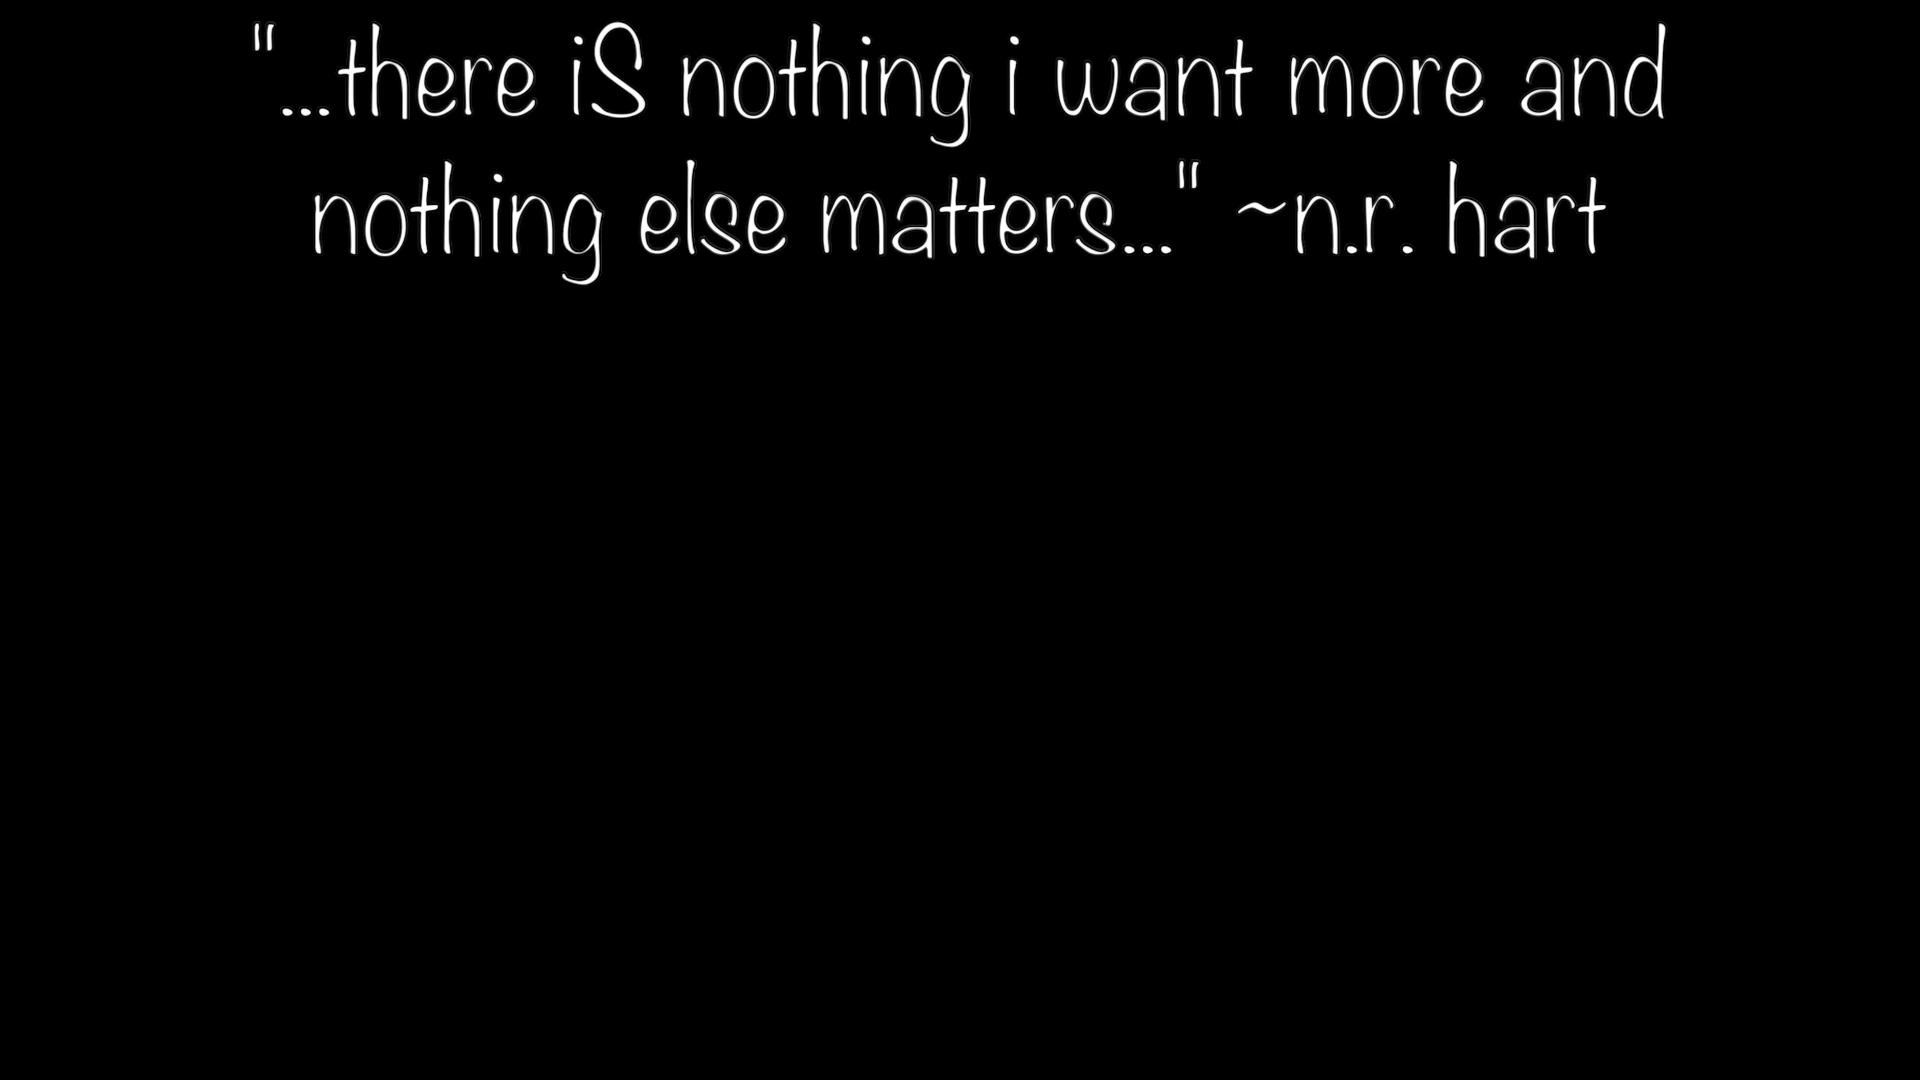 "...there iS nothing i want more and
nothing else matters..." ~n.r. hart